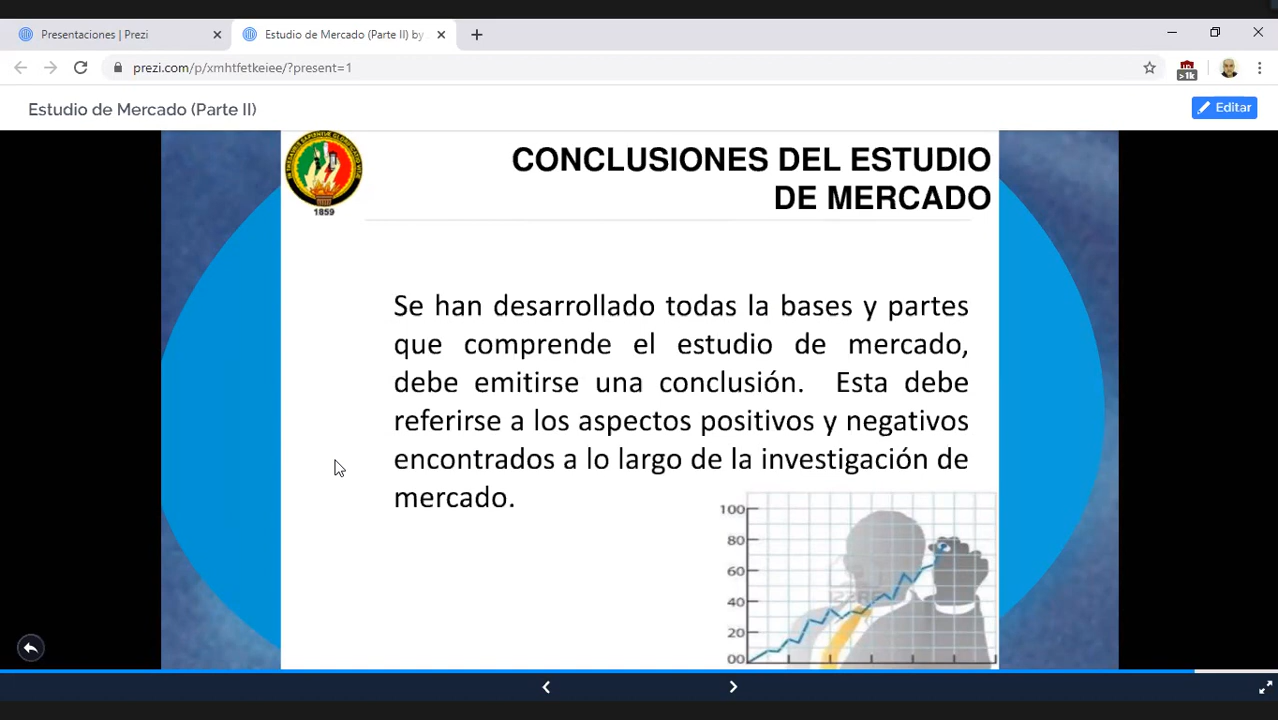 Presentaciones | Prezi
Estudio de Mercado (Parte II) by
prezi.com/p/xmhtfetkeiee/?present=1
>1k
Estudio de Mercado (Parte II)
Editar
1859
CONCLUSIONES DEL ESTUDIO
DE MERCADO
Se han desarrollado todas la bases y partes
que comprende el estudio de mercado,
debe emitirse una conclusión. Esta debe
referirse a los aspectos positivos y negativos
encontrados a lo largo de la investigación de
mercado.
100
80
60
40
20
00